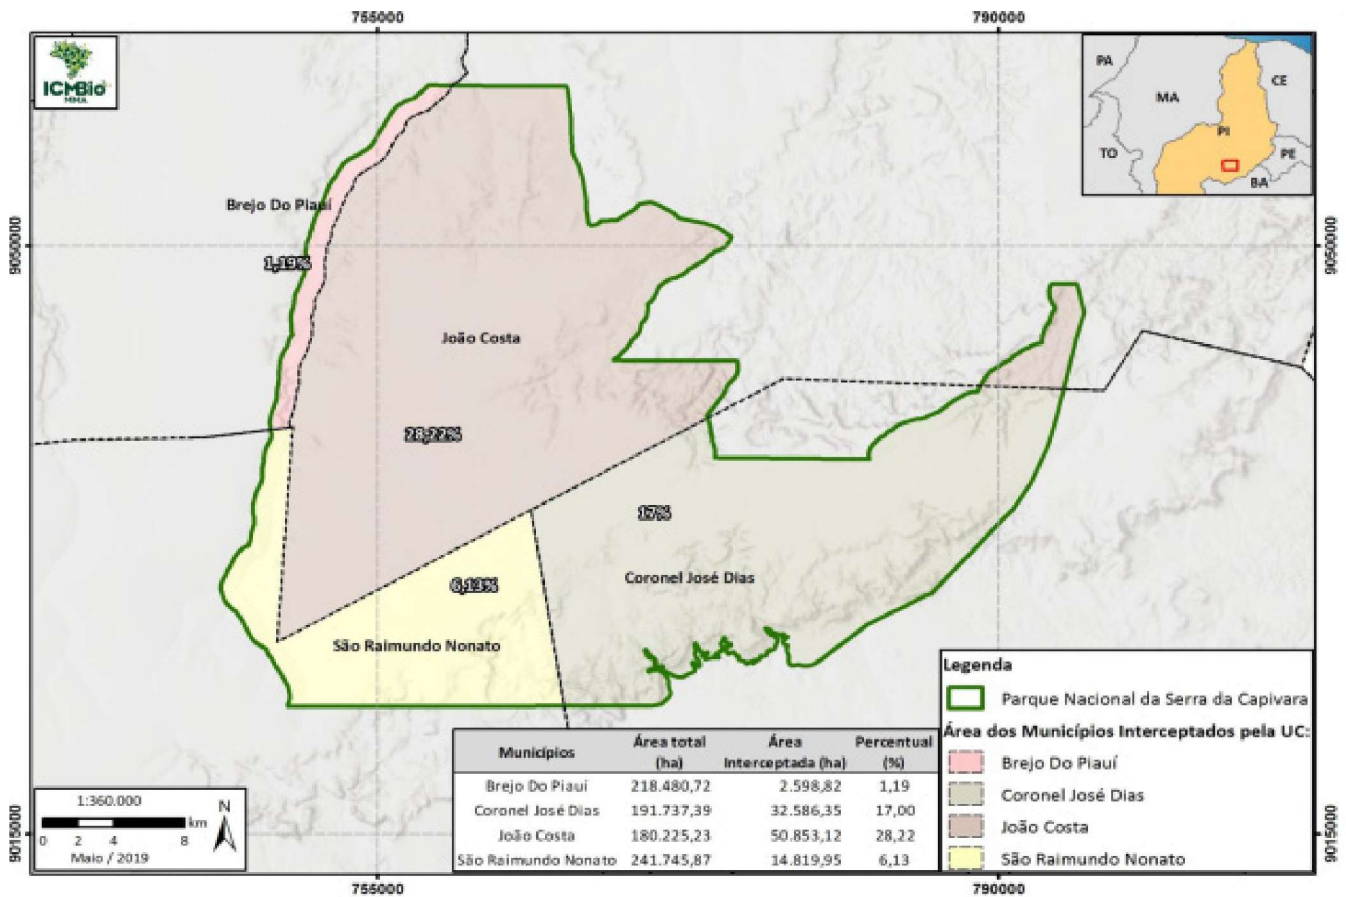 755000
790000
ICMBio
MMA
PA
MA
CE
PI
TO
PE
BA
9050000
9050000
Brejo Do Piauí
1,19%
João Costa
28,22%
17%
Coronel José Dias
6,13%
São Raimundo Nonato
Legenda
Parque Nacional da Serra da Capivara
Área dos Municípios Interceptados pela UC:
Brejo Do Piauí
Coronel José Dias
João Costa
São Raimundo Nonato
Municípios Área total (ha) Área Interceptada (ha) Percentual (%)
Brejo Do Piauí 218.480,72 2.598,82 1,19
Coronel José Dias 191.737,39 32.586,35 17,00
João Costa 180.225,23 50.853,12 28,22
São Raimundo Nonato 241.745,87 14.819,95 6,13
1:360.000
N
km
0 2 4 8
Maio / 2019
9015000
9015000
755000
790000